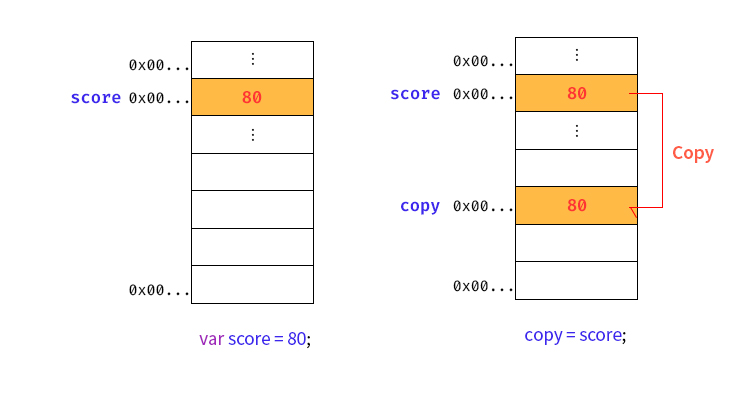 0x00...
⋮
score 0x00... 80
⋮
0x00...
var score = 80;
0x00...
⋮
score 0x00... 80
⋮
Copy
copy 0x00... 80
0x00...
copy = score;